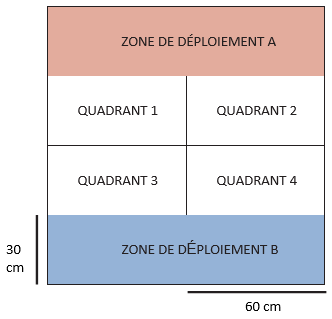 ZONE DE DÉPLOIEMENT A
QUADRANT 1
QUADRANT 2
QUADRANT 3
QUADRANT 4
ZONE DE DÉPLOIEMENT B
30
cm
60 cm